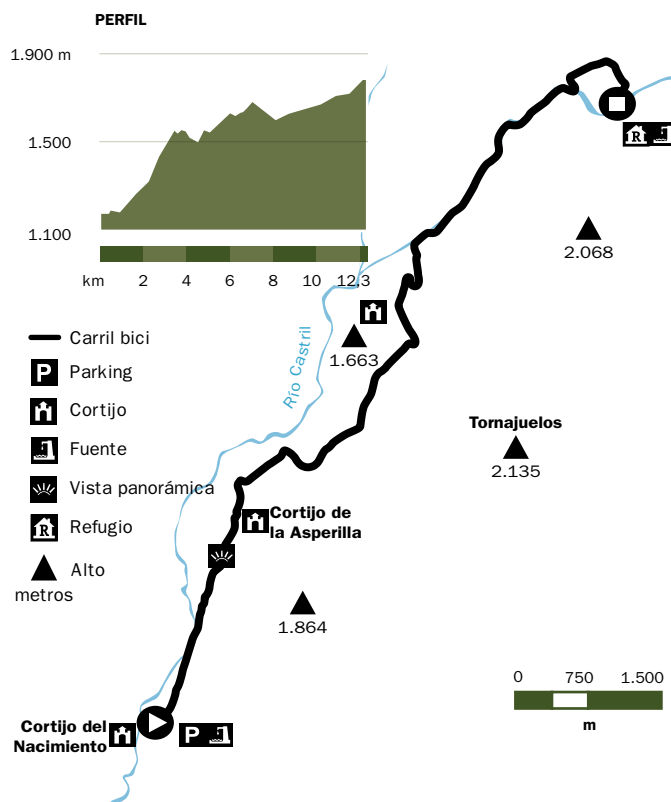 PERFIL
1.900 m
1.500
1.100
km 2 4 6 8 10 12,3
Carril bici
P Parking
Cortijo
Fuente
Vista panorámica
R Refugio
Alto
metros
Río Castril
R
2.068
1.663
Tornajuelos
2.135
Cortijo de
la Asperilla
1.864
0 750 1.500
m
Cortijo del
Nacimiento
P